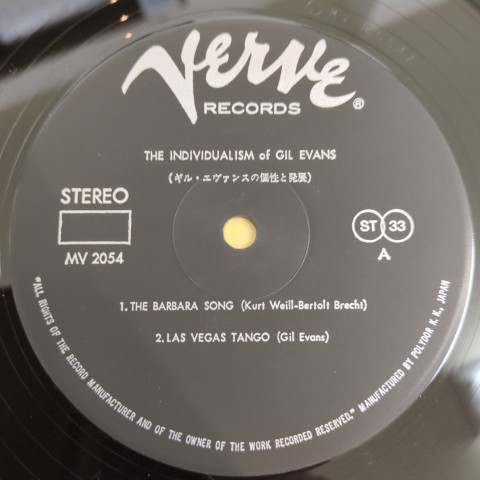 Verve
RECORDS ®
THE INDIVIDUALISM of GIL EVANS
(ギル・エヴァンスの個性と発展)
STEREO
ST 33
MV 2054
A
1. THE BARBARA SONG (Kurt Weill-Bertolt Brecht)
2. LAS VEGAS TANGO (Gil Evans)
"ALL RIGHTS OF THE RECORD MANUFACTURER AND OF THE OWNER OF THE WORK RECORDED RESERVED." MANUFACTURED BY POLYDOR K. K., JAPAN